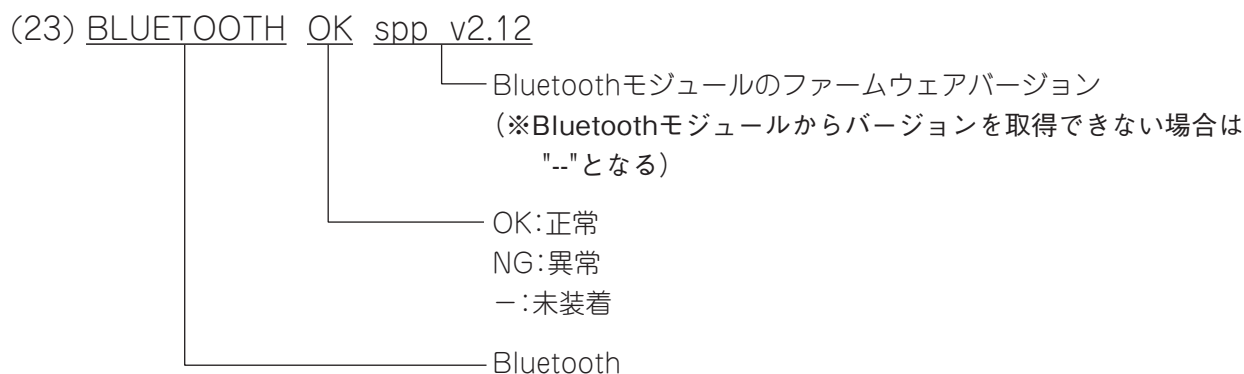 (23) BLUETOOTH OK spp v2.12
Bluetoothモジュールのファームウェアバージョン
(※Bluetoothモジュールからバージョンを取得できない場合は
"--"となる)
OK:正常
NG:異常
−:未装着
Bluetooth